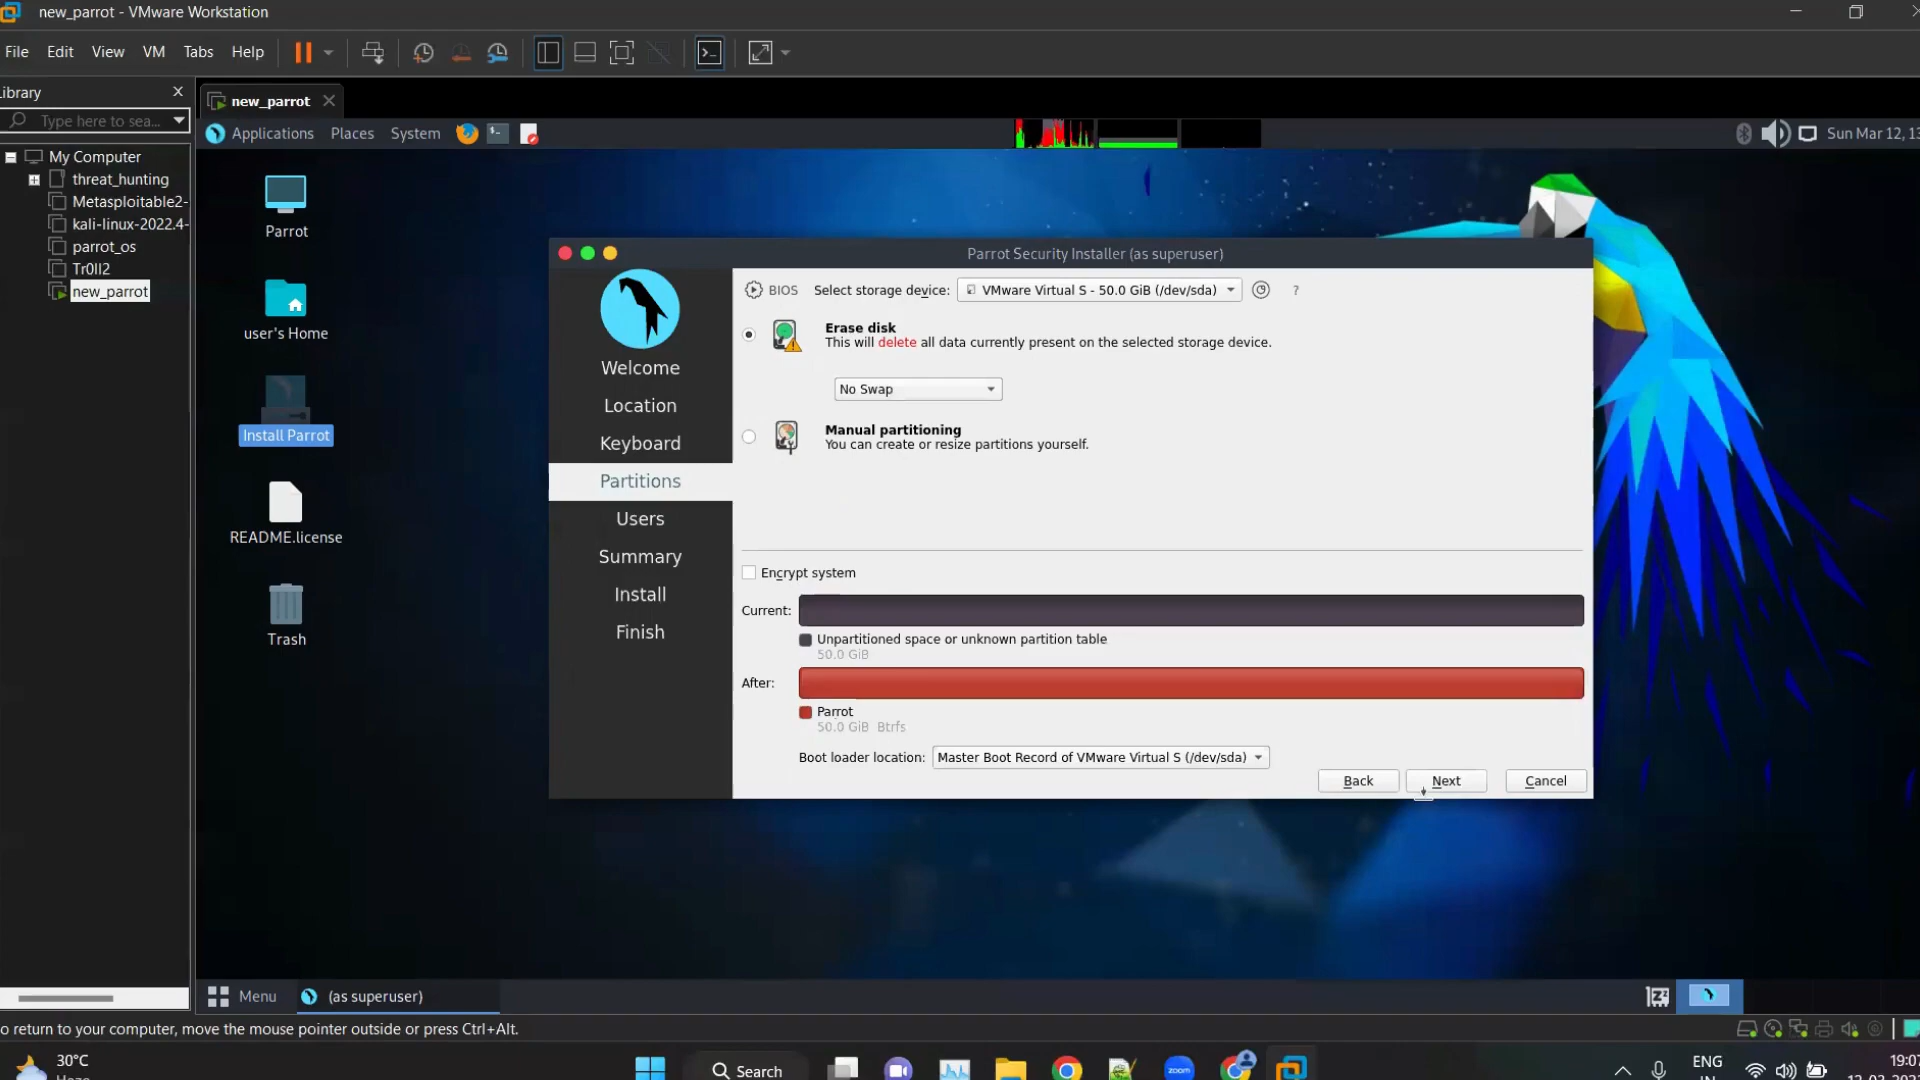 new_parrot - VMware Workstation
File Edit View VM Tabs Help
Library
new_parrot
Type here to sea...
Applications Places System
Sun Mar 12, 13
My Computer
threat_hunting
Metasploitable2-
kali-linux-2022.4-
parrot_os
Tr0ll2
new_parrot
Parrot
user's Home
Install Parrot
README.license
Trash
Parrot Security Installer (as superuser)
Welcome
Location
Keyboard
Partitions
Users
Summary
Install
Finish
BIOS Select storage device: VMware Virtual S - 50.0 GiB (/dev/sda) ?
Erase disk
This will delete all data currently present on the selected storage device.
No Swap
Manual partitioning
You can create or resize partitions yourself.
Encrypt system
Current:
Unpartitioned space or unknown partition table
50.0 GiB
After:
Parrot
50.0 GiB Btrfs
Boot loader location: Master Boot Record of VMware Virtual S (/dev/sda)
Back Next Cancel
Menu (as superuser)
o return to your computer, move the mouse pointer outside or press Ctrl+Alt.
30°C
Search
zoom
ENG
19:07